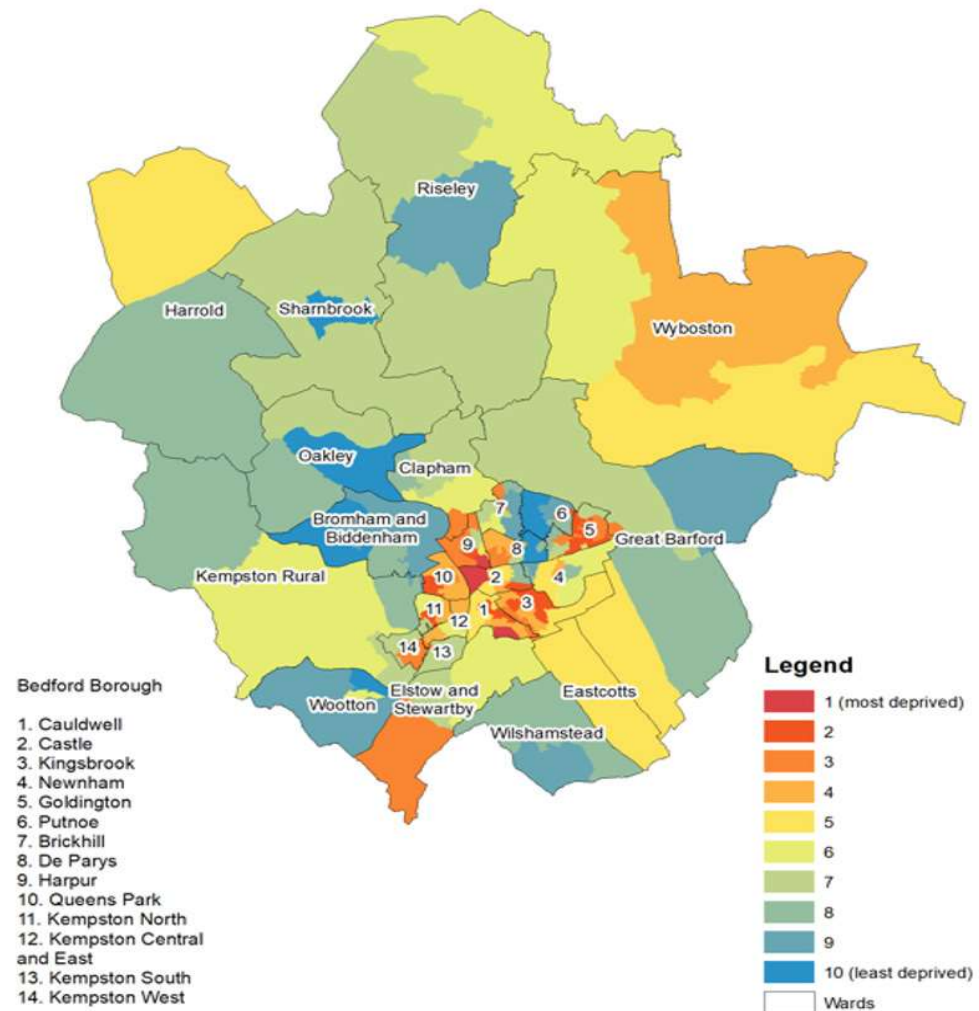 Riseley
Harrold
Sharnbrook
Wyboston
Oakley
Clapham
7
6
5
Bromham and
Biddenham
9
8
Great Barford
Kempston Rural
10
2
4
11
12
1
3
14
13
Wootton
Elstow and
Stewartby
Eastcotts
Wilshamstead
Bedford Borough
1. Cauldwell
2. Castle
3. Kingsbrook
4. Newnham
5. Goldington
6. Putnoe
7. Brickhill
8. De Parys
9. Harpur
10. Queens Park
11. Kempston North
12. Kempston Central
and East
13. Kempston South
14. Kempston West
Legend
1 (most deprived)
2
3
4
5
6
7
8
9
10 (least deprived)
Wards